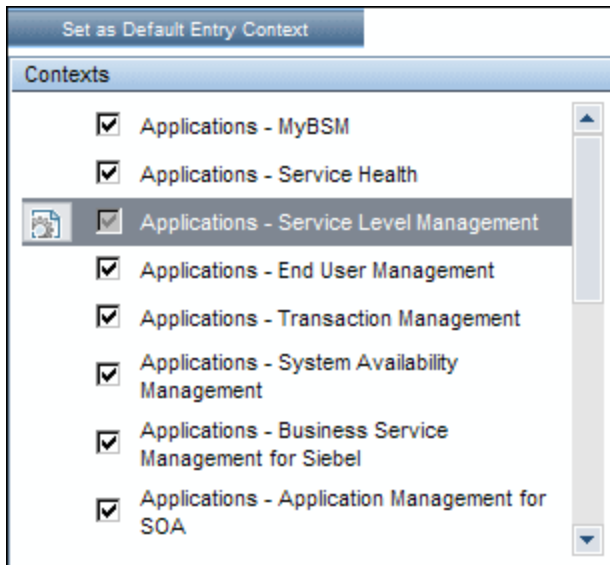 Set as Default Entry Context
Contexts
Applications - MyBSM
Applications - Service Health
Applications - Service Level Management
Applications - End User Management
Applications - Transaction Management
Applications - System Availability
Management
Applications - Business Service
Management for Siebel
Applications - Application Management for
SOA